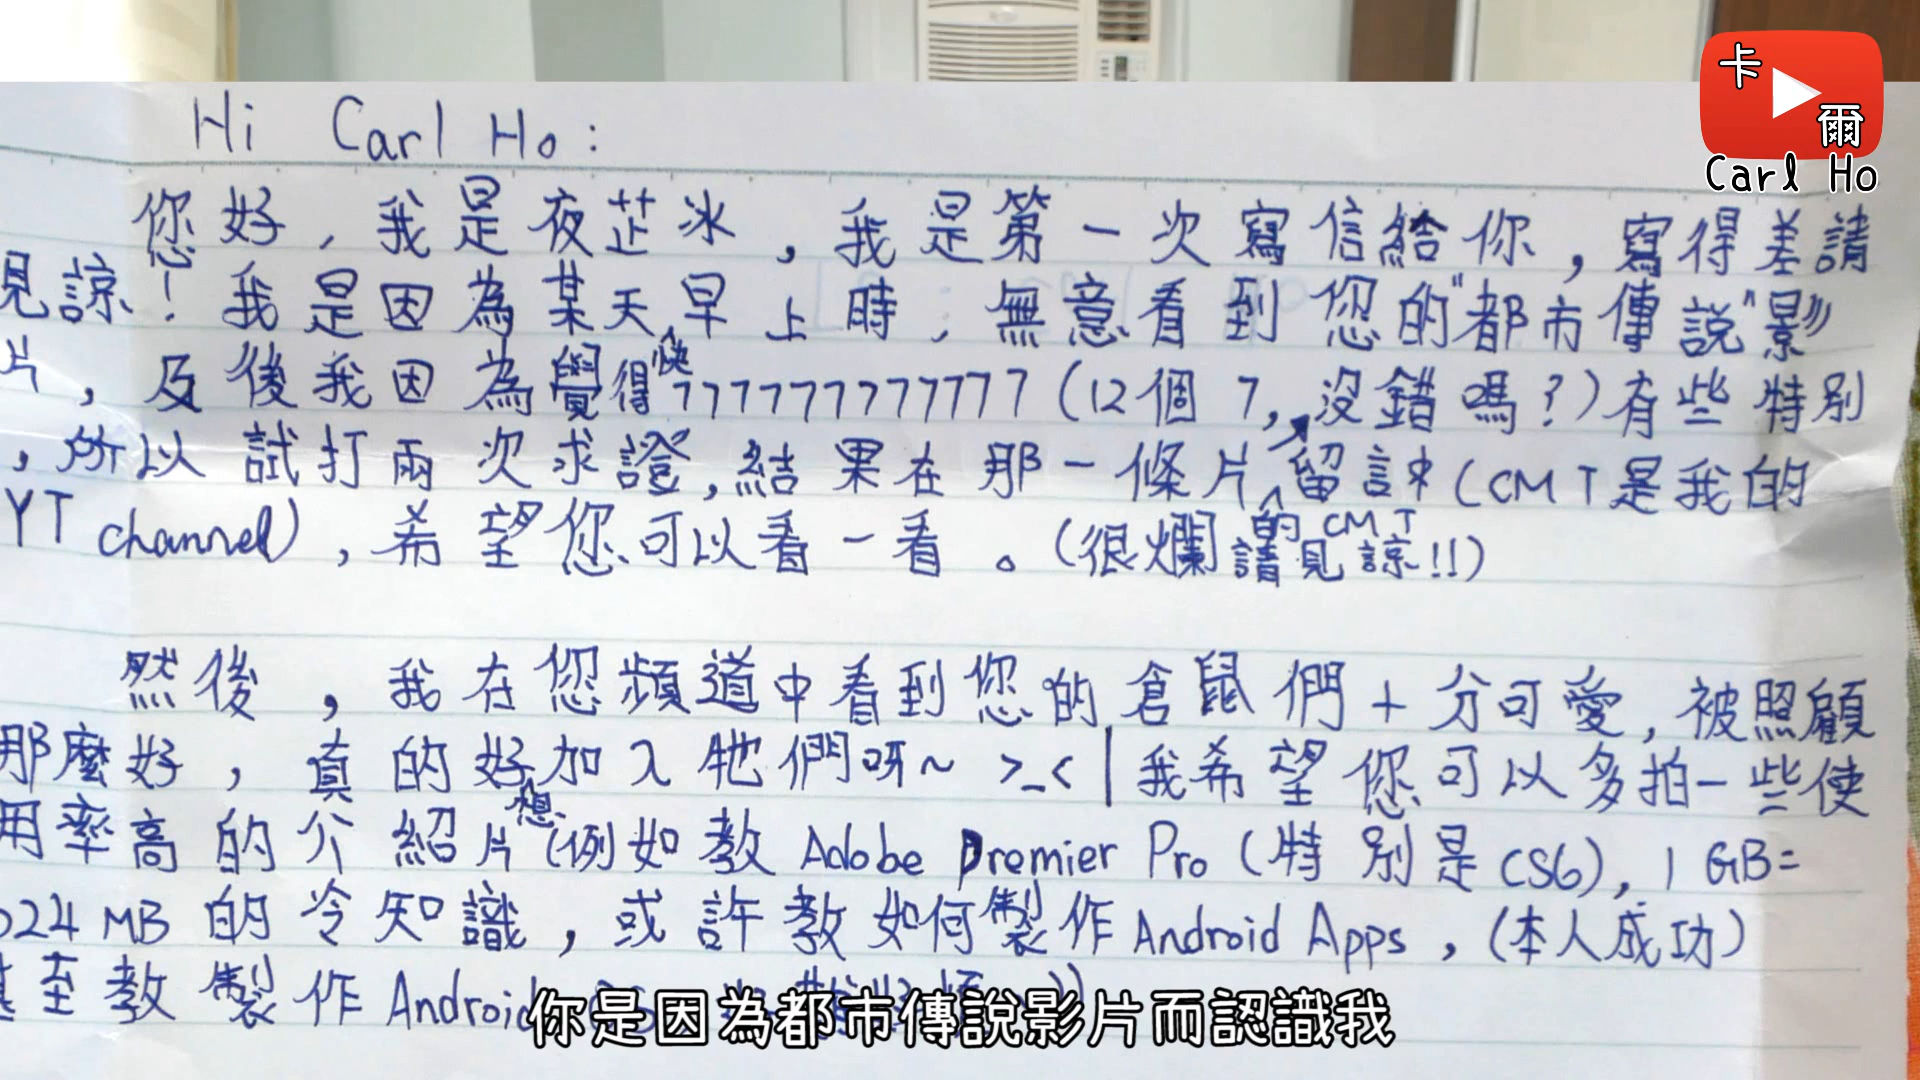 卡爾
Carl Ho
Hi Carl Ho:
您好，我是夜芷冰，我是第一次寫信給你，寫得差請
見諒！我是因為某天早上時，無意看到您的"都市傳說"影
片，及後我因為覺得快777777777777（12個7，沒錯嗎？）有些特別
，所以試打兩次求證，結果在那一條片的CMT留言中（CMT是我的
YT channel），希望您可以看一看。（很爛請見諒!!）
然後，我在您頻道中看到您的倉鼠們十分可愛，被照顧
那麼好，真的好想加入牠們呀~ >_<|我希望您可以多拍一些使
用率高的介紹片（例如教Adobe Premier Pro（特別是CS6），1GB=
1024MB的冷知識，或許教如何製作Android Apps，（本人成功）
甚至教製作Android
你是因為都市傳說影片而認識我